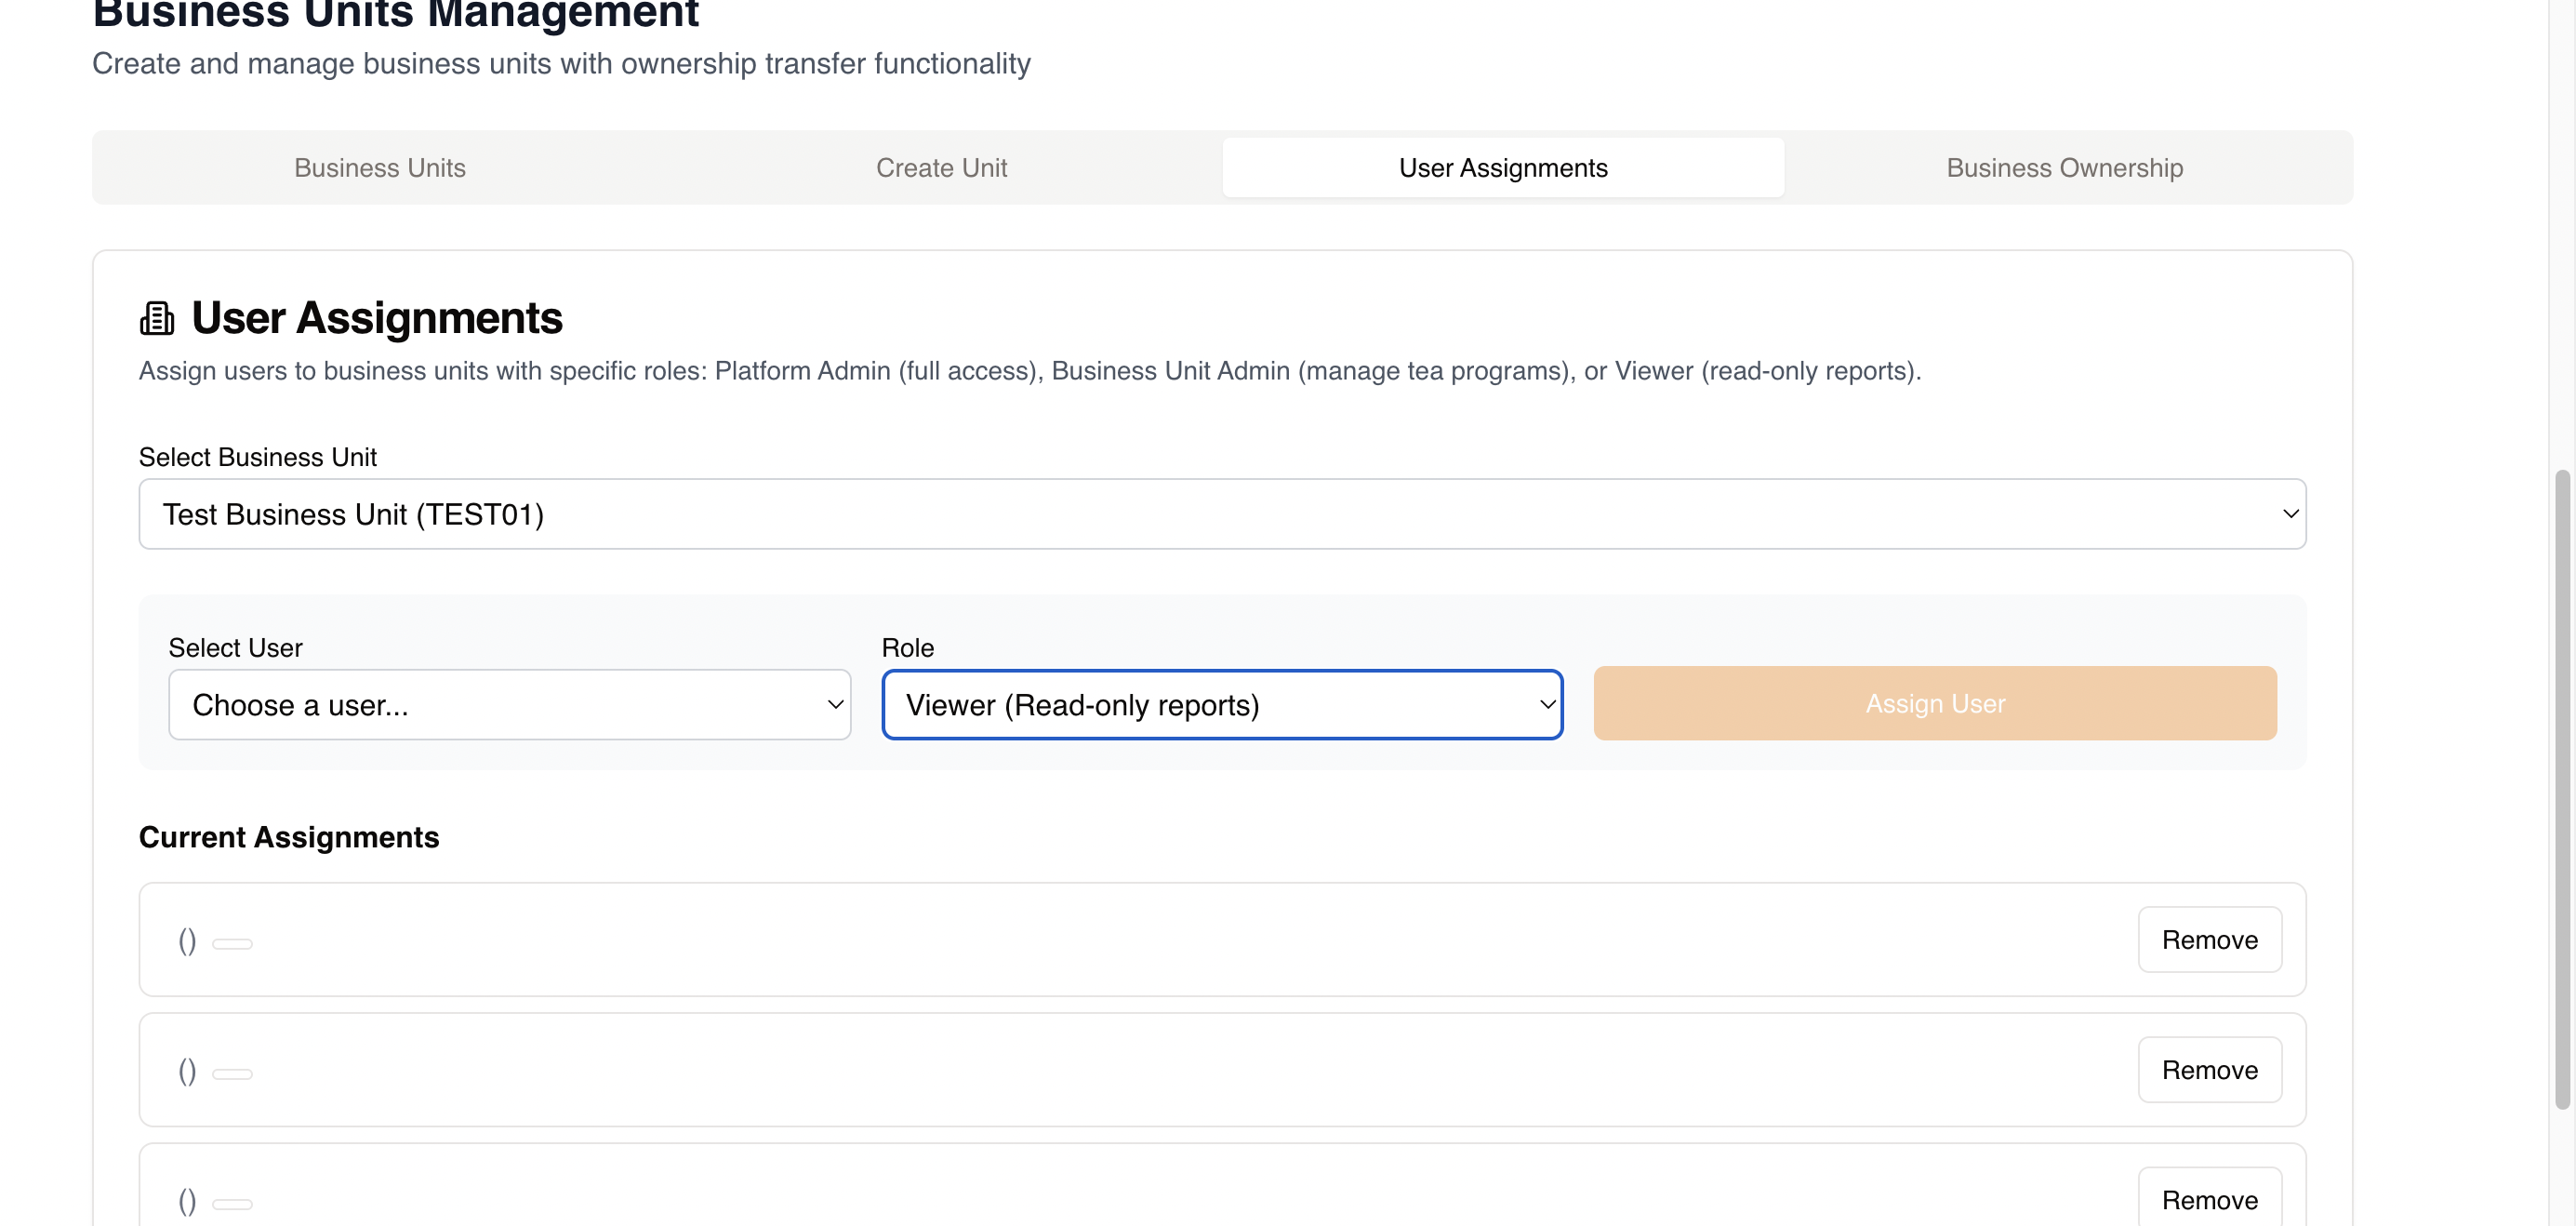 Business Units Management
Create and manage business units with ownership transfer functionality
Business Units
Create Unit
User Assignments
Business Ownership
User Assignments
Assign users to business units with specific roles: Platform Admin (full access), Business Unit Admin (manage tea programs), or Viewer (read-only reports).
Select Business Unit
Test Business Unit (TEST01)
Select User
Role
Choose a user...
Viewer (Read-only reports)
Assign User
Current Assignments
()
Remove
()
Remove
()
Remove